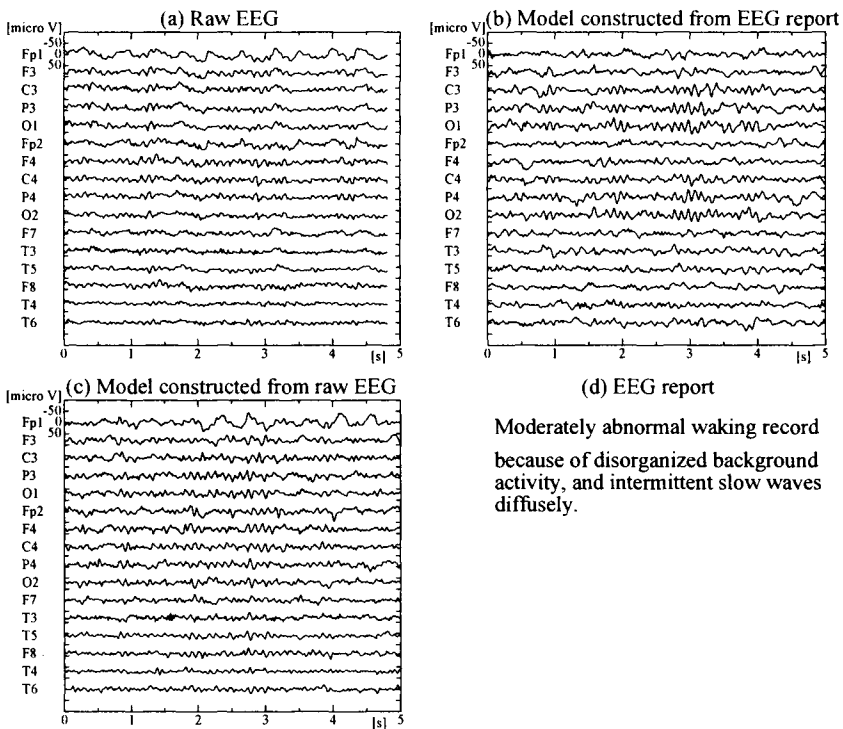 (a) Raw EEG
[micro V]
-50
0
50
Fp1
F3
C3
P3
O1
Fp2
F4
C4
P4
O2
F7
T3
T5
F8
T4
T6
0 1 2 3 4 5
[s]
(b) Model constructed from EEG report
[micro V]
-50
0
50
Fp1
F3
C3
P3
O1
Fp2
F4
C4
P4
O2
F7
T3
T5
F8
T4
T6
0 1 2 3 4 5
[s]
(c) Model constructed from raw EEG
[micro V]
-50
0
50
Fp1
F3
C3
P3
O1
Fp2
F4
C4
P4
O2
F7
T3
T5
F8
T4
T6
0 1 2 3 4 5
[s]
(d) EEG report
Moderately abnormal waking record
because of disorganized background
activity, and intermittent slow waves
diffusely.